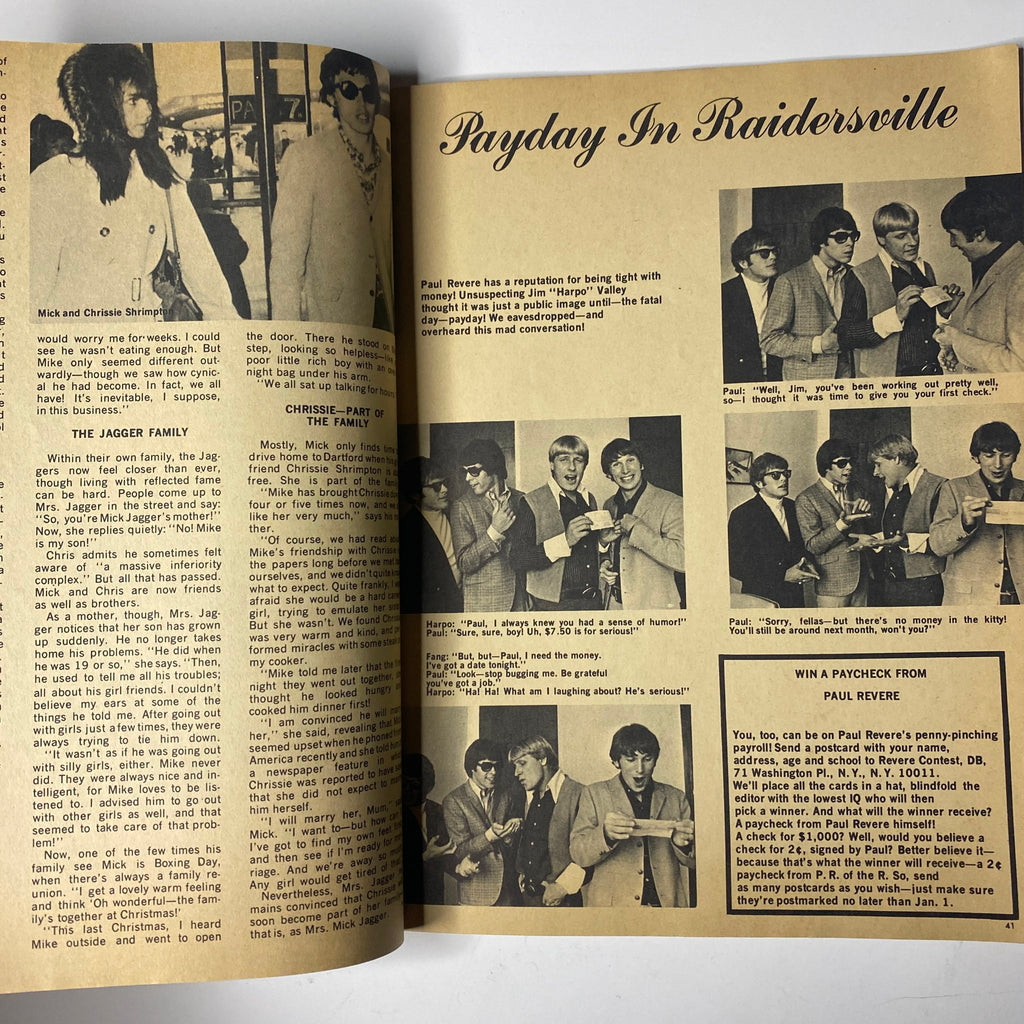 PA 7
Mick and Chrissie Shrimpton
would worry me for weeks. I could
see he wasn't eating enough. But
Mike only seemed different out-
wardly—though we saw how cynic-
al he had become. In fact, we all
have! It's inevitable, I suppose,
in this business."
THE JAGGER FAMILY
Within their own family, the Jag-
gers now feel closer than ever,
though living with reflected fame
can be hard. People come up to
Mrs. Jagger in the street and say:
"So, you're Mick Jagger's mother!"
Now, she replies quietly: "No! Mike
is my son!"
Chris admits he sometimes felt
aware of "a massive inferiority
complex." But all that has passed.
Mick and Chris are now friends
as well as brothers.
As a mother, though, Mrs. Jag-
ger notices that her son has grown
up suddenly. He no longer takes
home his problems. "He did when
he was 19 or so," she says. "Then,
he used to tell me all his troubles;
all about his girl friends. I couldn't
believe my ears at some of the
things he told me. After going out
with girls just a few times, they were
always trying to tie him down.
"It wasn't as if he was going out
with silly girls, either. Mike never
did. They were always nice and in-
telligent, for Mike loves to be lis-
tened to. I advised him to go out
with other girls as well, and that
seemed to take care of that prob-
lem!"
Now, one of the few times his
family see Mick is Boxing Day,
when there's always a family re-
union. "I get a lovely warm feeling
and think 'Oh wonderful—the fam-
ily's together at Christmas!'
"This last Christmas, I heard
Mike outside and went to open
the door. There he stood on
step, looking so helpless—
poor little rich boy with an
night bag under his arm.
"We all sat up talking for hours
CHRISSIE—PART OF
THE FAMILY
Mostly, Mick only finds time
drive home to Dartford when his
friend Chrissie Shrimpton is
free. She is part of the family
"Mike has brought Chrissie
four or five times now, and we
like her very much," says his
ther.
"Of course, we had read
Mike's friendship with Chrissie
the papers long before we met
ourselves, and we didn't quite
what to expect. Quite frankly, I
afraid she would be a hard
girl, trying to emulate her
But she wasn't. We found Chrissie
was very warm and kind, and
formed miracles with some steak
my cooker.
"Mike told me later that the
night they went out together, she
thought he looked hungry
cooked him dinner first!
"I am convinced he will
her," she said, revealing that
seemed upset when he phoned
America recently and she told him
a newspaper feature in
Chrissie was reported to have
that she did not expect to
him herself.
"I will marry her, Mum,"
Mick. "I want to—but how can
I've got to find my own feet
and then see if I'm ready for
riage. And we're away so
Any girl would get tired of
Nevertheless, Mrs. Jagger
mains convinced that Chrissie
soon become part of her family
that is, as Mrs. Mick Jagger.
Payday In Raidersville
Paul Revere has a reputation for being tight with
money! Unsuspecting Jim "Harpo" Valley
thought it was just a public image until—the fatal
day—payday! We eavesdropped—and
overheard this mad conversation!
Paul: "Well, Jim, you've been working out pretty well,
so—I thought it was time to give you your first check."
Harpo: "Paul, I always knew you had a sense of humor!"
Paul: "Sure, sure, boy! Uh, $7.50 is for serious!"
Fang: "But, but—Paul, I need the money.
I've got a date tonight."
Paul: "Look—stop bugging me. Be grateful
you've got a job."
Harpo: "Ha! Ha! What am I laughing about? He's serious!"
Paul: "Sorry, fellas—but there's no money in the kitty!
You'll still be around next month, won't you?"
WIN A PAYCHECK FROM
PAUL REVERE
You, too, can be on Paul Revere's penny-pinching
payroll! Send a postcard with your name,
address, age and school to Revere Contest, DB,
71 Washington Pl., N.Y., N.Y. 10011.
We'll place all the cards in a hat, blindfold the
editor with the lowest IQ who will then
pick a winner. And what will the winner receive?
A paycheck from Paul Revere himself!
A check for $1,000? Well, would you believe a
check for 2¢, signed by Paul? Better believe it—
because that's what the winner will receive—a 2¢
paycheck from P. R. of the R. So, send
as many postcards as you wish—just make sure
they're postmarked no later than Jan. 1.
41